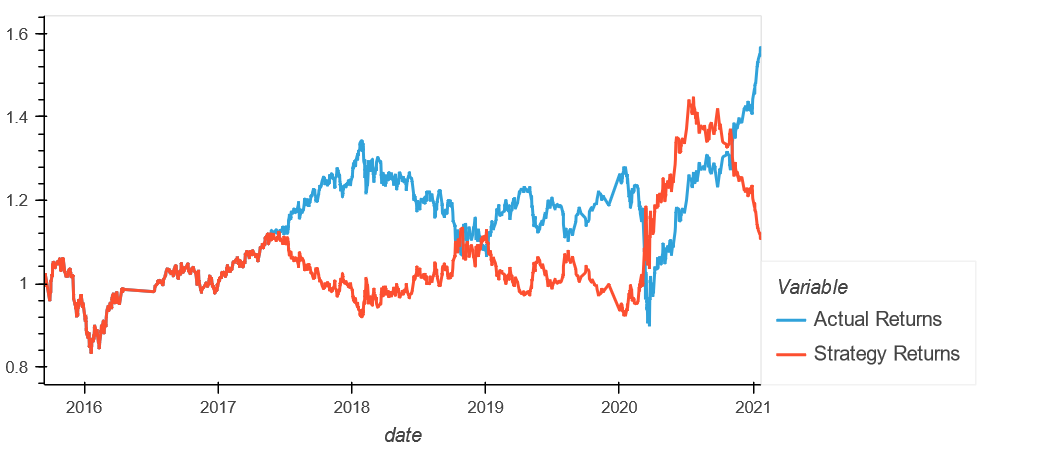 1.6
1.4
1.2
1
0.8
2016 2017 2018 2019 2020 2021
date
Variable
Actual Returns
Strategy Returns